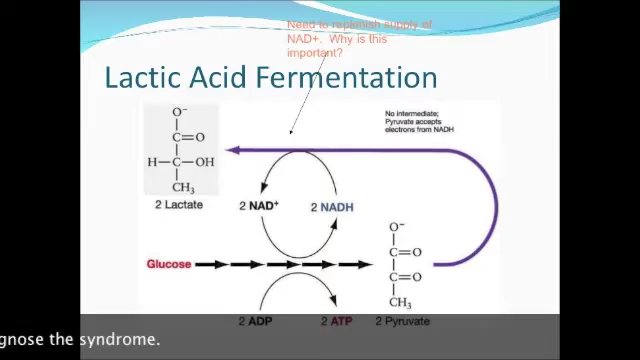 Need to replenish supply of
NAD+.  Why is this
important?
Lactic Acid Fermentation
No intermediate;
Pyruvate accepts
electrons from NADH
O⁻
C=O
H—C—OH
CH₃
2 Lactate
2 NAD⁺
2 NADH
O⁻
C=O
C=O
CH₃
Glucose
2 ADP
2 ATP
2 Pyruvate
gnose the syndrome.